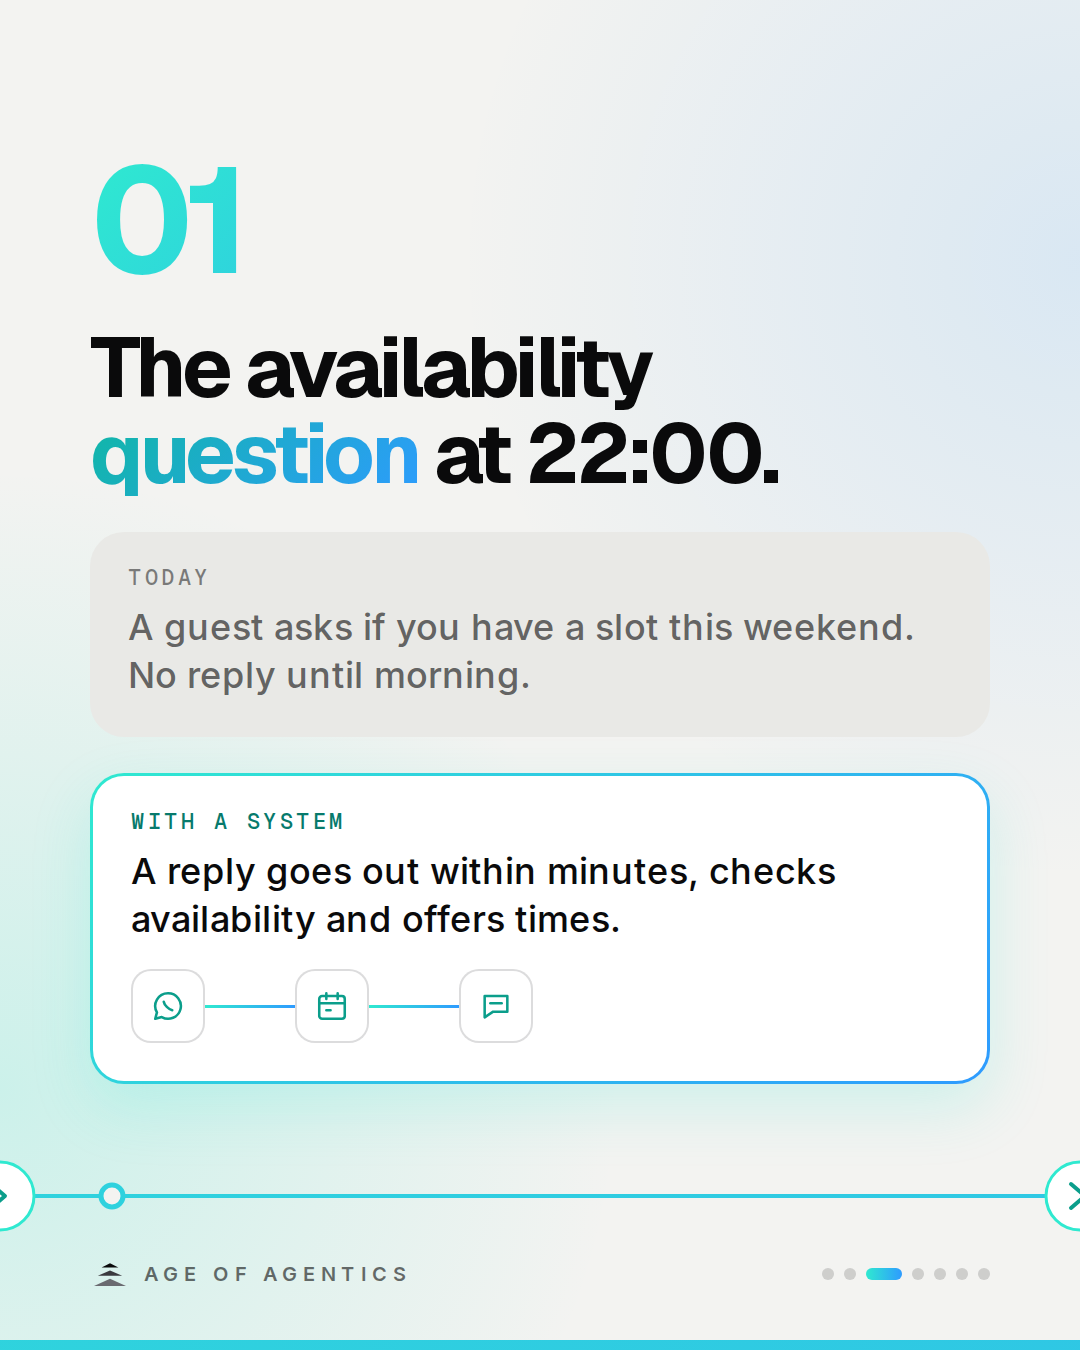 01
The availability
question at 22:00.
TODAY
A guest asks if you have a slot this weekend.
No reply until morning.
WITH A SYSTEM
A reply goes out within minutes, checks
availability and offers times.
AGE OF AGENTICS